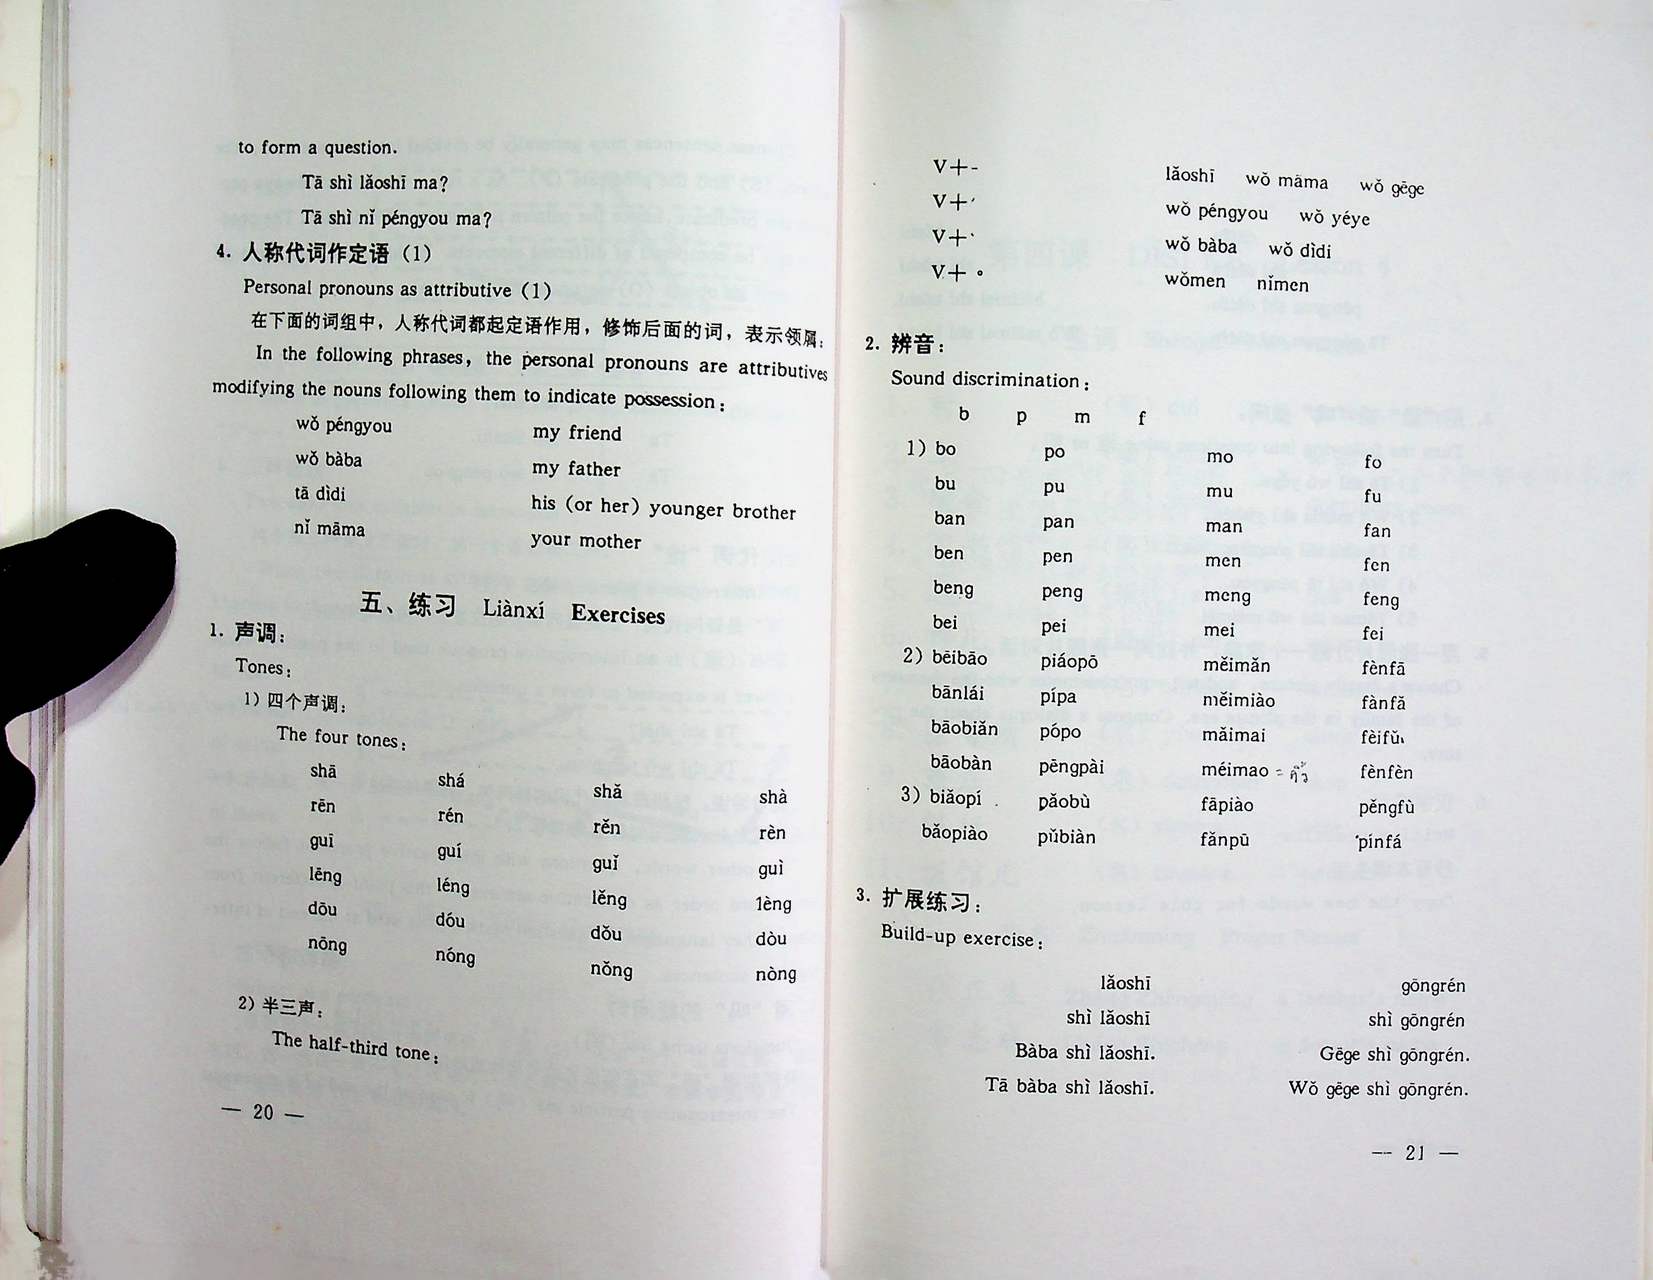 to form a question.
Tā shì lǎoshī ma?
Tā shì nǐ péngyou ma?
4. 人称代词作定语（1）
Personal pronouns as attributive（1）
在下面的词组中，人称代词都起定语作用，修饰后面的词，表示领属：
In the following phrases, the personal pronouns are attributives
modifying the nouns following them to indicate possession：
wǒ péngyou my friend
wǒ bàba my father
tā dìdi his（or her）younger brother
nǐ māma your mother
五、练习 Liànxí Exercises
1. 声调：
Tones：
1）四个声调：
The four tones：
shā shá shǎ shà
rēn rén rěn rèn
guī guí guǐ guì
lēng léng lěng lèng
dōu dóu dǒu dòu
nōng nóng nǒng nòng
2）半三声：
The half-third tone：
— 20 —
V＋- lǎoshī wǒ māma wǒ gēge
V＋ˊ wǒ péngyou wǒ yéye
V＋ˋ wǒ bàba wǒ dìdi
V＋。 wǒmen nǐmen
2. 辨音：
Sound discrimination：
b p m f
1）bo po mo fo
bu pu mu fu
ban pan man fan
ben pen men fen
beng peng meng feng
bei pei mei fei
2）bēibāo piáopō měimǎn fènfā
bānlái pípa měimiào fànfǎ
bāobiǎn pópo mǎimai fèifǔ
bāobàn pēngpài méimao = คิ้ว fènfèn
3）biǎopí pǎobù fāpiào pěngfù
bǎopiào pǔbiàn fǎnpū pínfá
3. 扩展练习：
Build-up exercise：
lǎoshī gōngrén
shì lǎoshī shì gōngrén
Bàba shì lǎoshī. Gēge shì gōngrén.
Tā bàba shì lǎoshī. Wǒ gēge shì gōngrén.
— 21 —